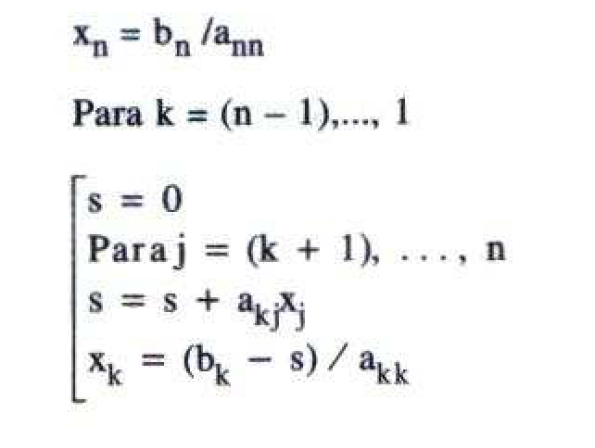 xₙ = bₙ /aₙₙ
Para k = (n – 1),..., 1
s = 0
Para j = (k + 1), ..., n
s = s + aₖⱼxⱼ
xₖ = (bₖ – s) / aₖₖ